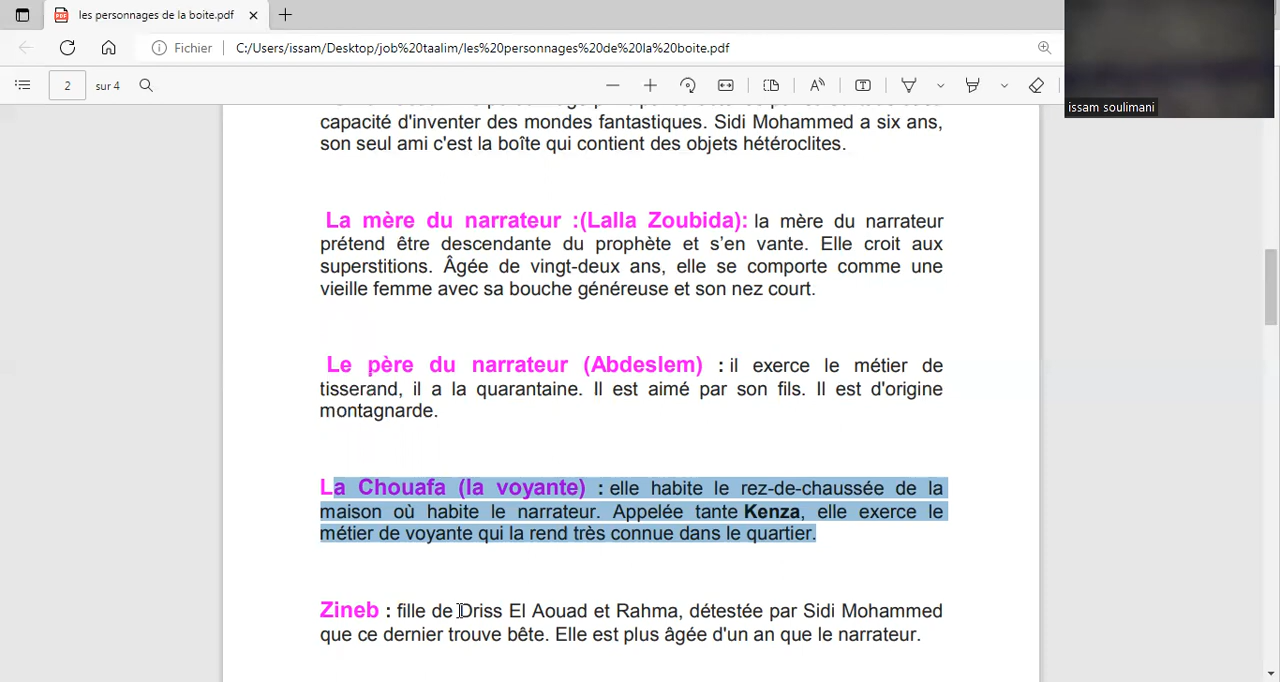 les personnages de la boite.pdf
Fichier
C:/Users/issam/Desktop/job%20taalim/les%20personnages%20de%20la%20boite.pdf
2 sur 4
issam soulimani
capacité d'inventer des mondes fantastiques. Sidi Mohammed a six ans,
son seul ami c'est la boîte qui contient des objets hétéroclites.
La mère du narrateur :(Lalla Zoubida): la mère du narrateur
prétend être descendante du prophète et s’en vante. Elle croit aux
superstitions. Âgée de vingt-deux ans, elle se comporte comme une
vieille femme avec sa bouche généreuse et son nez court.
Le père du narrateur (Abdeslem) : il exerce le métier de
tisserand, il a la quarantaine. Il est aimé par son fils. Il est d'origine
montagnarde.
La Chouafa (la voyante) : elle habite le rez-de-chaussée de la
maison où habite le narrateur. Appelée tante Kenza, elle exerce le
métier de voyante qui la rend très connue dans le quartier.
Zineb : fille de Driss El Aouad et Rahma, détestée par Sidi Mohammed
que ce dernier trouve bête. Elle est plus âgée d'un an que le narrateur.